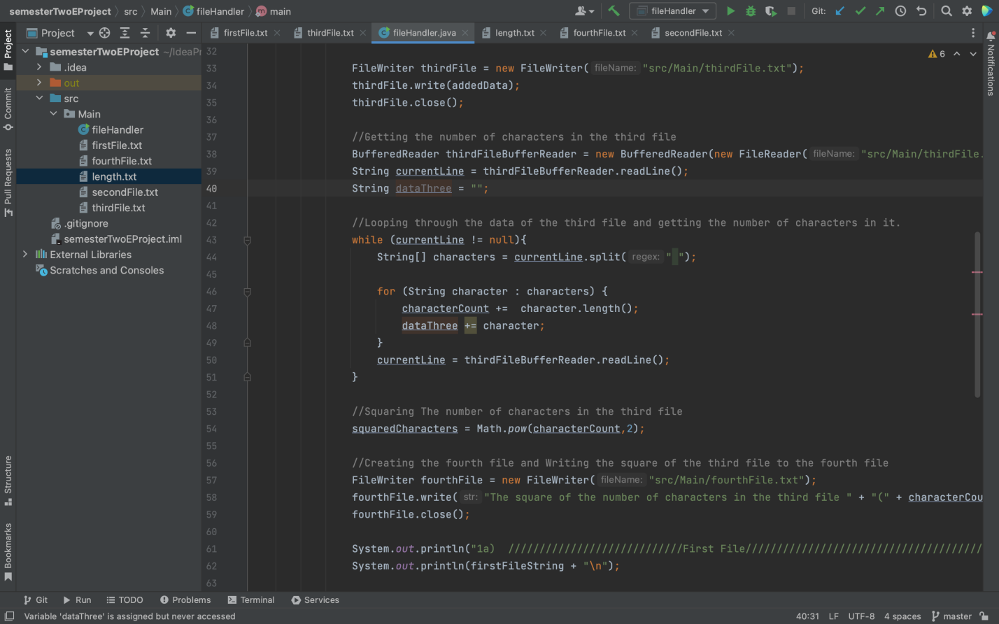 semesterTwoEProject src Main fileHandler main
fileHandler Git:
Project
firstFile.txt thirdFile.txt fileHandler.java length.txt fourthFile.txt secondFile.txt
Project
Commit
Pull Requests
Structure
Bookmarks
Notifications
semesterTwoEProject ~/IdeaPr
.idea
out
src
Main
fileHandler
firstFile.txt
fourthFile.txt
length.txt
secondFile.txt
thirdFile.txt
.gitignore
semesterTwoEProject.iml
External Libraries
Scratches and Consoles
6
32
33 FileWriter thirdFile = new FileWriter( fileName: "src/Main/thirdFile.txt");
34 thirdFile.write(addedData);
35 thirdFile.close();
36
37 //Getting the number of characters in the third file
38 BufferedReader thirdFileBufferReader = new BufferedReader(new FileReader( fileName: "src/Main/thirdFile.
39 String currentLine = thirdFileBufferReader.readLine();
40 String dataThree = "";
41
42 //Looping through the data of the third file and getting the number of characters in it.
43 while (currentLine != null){
44 String[] characters = currentLine.split( regex: " ");
45
46 for (String character : characters) {
47 characterCount += character.length();
48 dataThree += character;
49 }
50 currentLine = thirdFileBufferReader.readLine();
51 }
52
53 //Squaring The number of characters in the third file
54 squaredCharacters = Math.pow(characterCount,2);
55
56 //Creating the fourth file and Writing the square of the third file to the fourth file
57 FileWriter fourthFile = new FileWriter( fileName: "src/Main/fourthFile.txt");
58 fourthFile.write( str: "The square of the number of characters in the third file " + "(" + characterCou
59 fourthFile.close();
60
61 System.out.println("1a) ////////////////////////////First File//////////////////////////////////////
62 System.out.println(firstFileString + "\n");
63
Git Run TODO Problems Terminal Services
Variable 'dataThree' is assigned but never accessed 40:31 LF UTF-8 4 spaces master